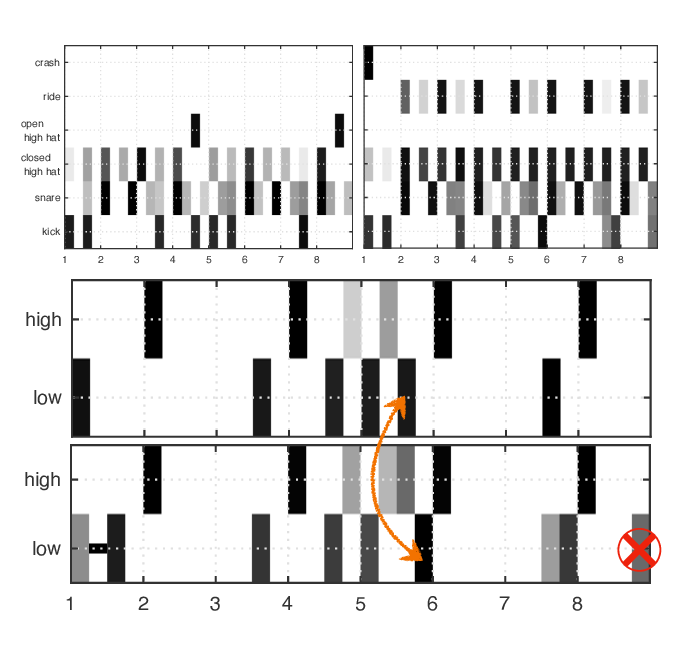 crash
ride
open
high hat
closed
high hat
snare
kick
1 2 3 4 5 6 7 8
1 2 3 4 5 6 7 8
high
low
high
low
1 2 3 4 5 6 7 8